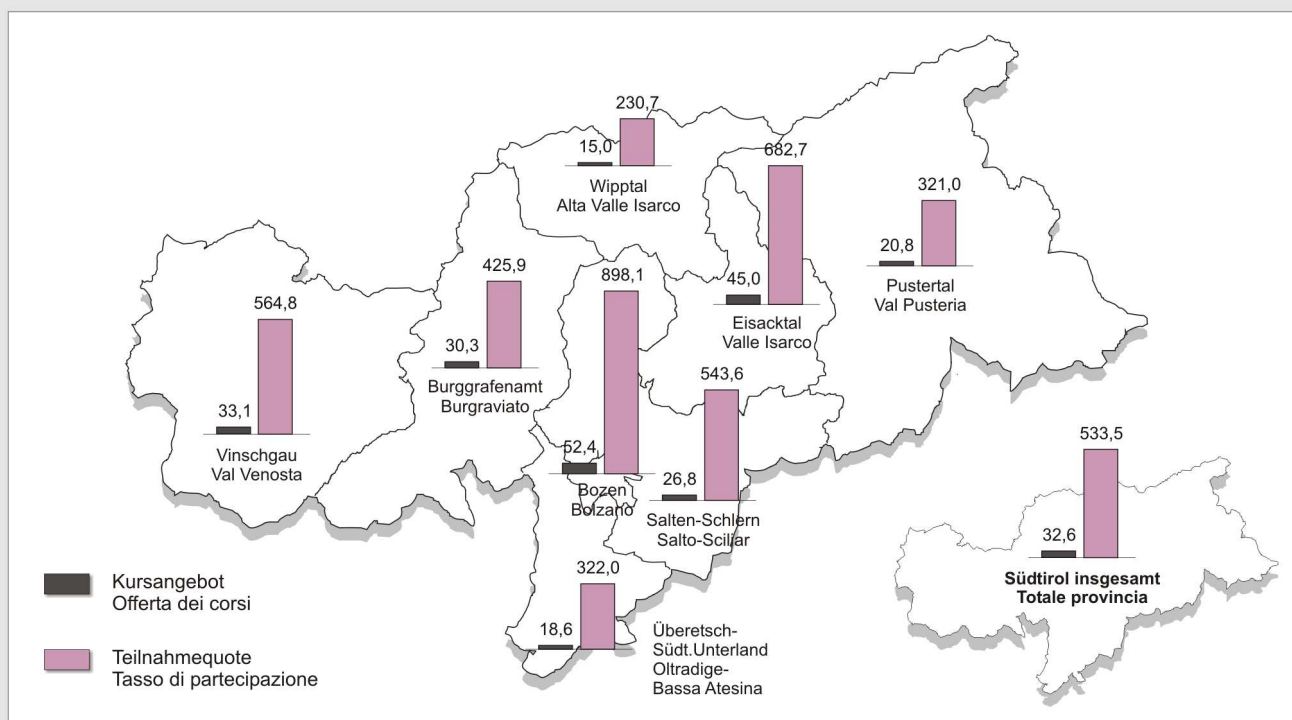 230,7
15,0
Wipptal
Alta Valle Isarco
682,7
45,0
Eisacktal
Valle Isarco
321,0
20,8
Pustertal
Val Pusteria
564,8
33,1
Vinschgau
Val Venosta
425,9
30,3
Burggrafenamt
Burgraviato
898,1
52,4
Bozen
Bolzano
543,6
26,8
Salten-Schlern
Salto-Sciliar
533,5
32,6
Südtirol insgesamt
Totale provincia
322,0
18,6
Überetsch-
Südt.Unterland
Oltradige-
Bassa Atesina
Kursangebot
Offerta dei corsi
Teilnahmequote
Tasso di partecipazione